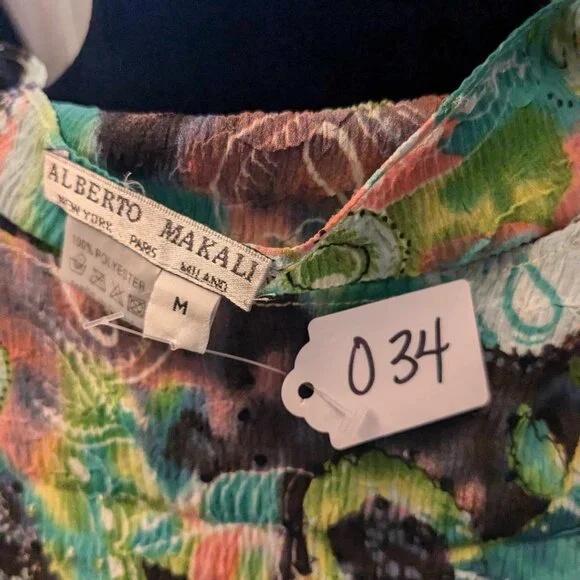 ALBERTO MAKALI
NEW YORK PARIS MILANO
100% POLYESTER
M
034